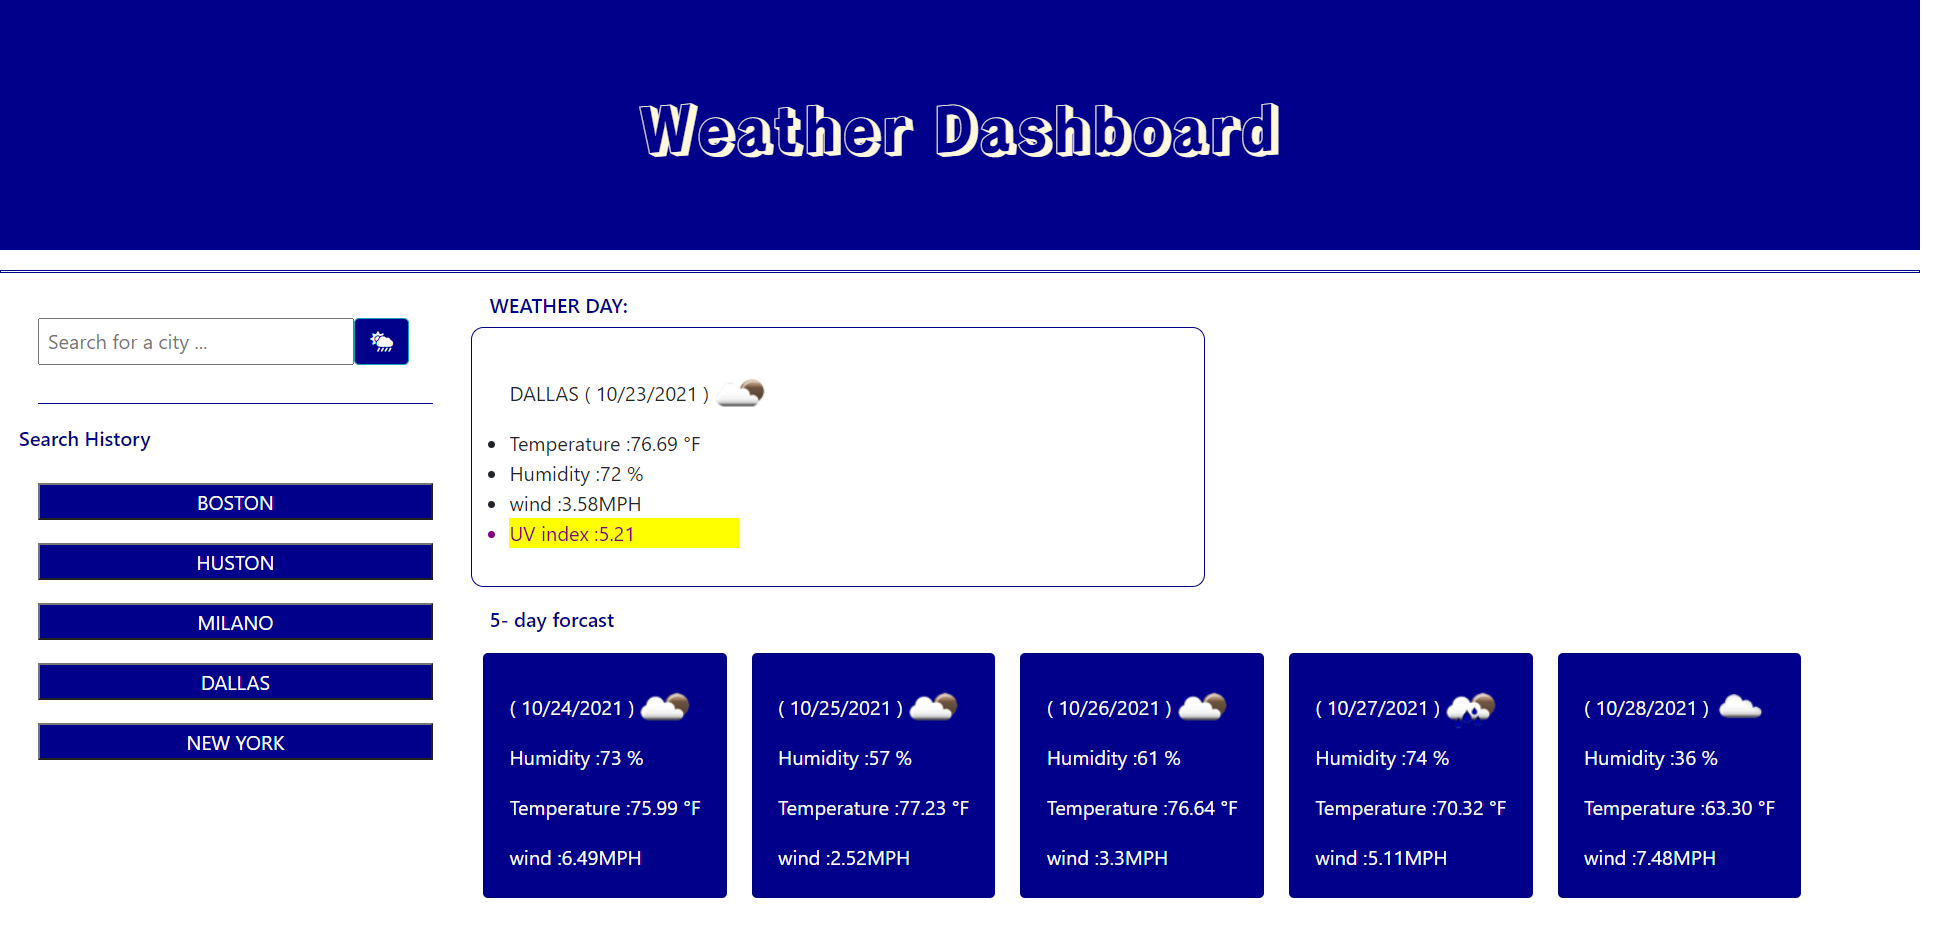 Weather Dashboard
Search for a city ...
Search History
BOSTON
HUSTON
MILANO
DALLAS
NEW YORK
WEATHER DAY:
DALLAS ( 10/23/2021 )
Temperature :76.69 °F
Humidity :72 %
wind :3.58MPH
UV index :5.21
5- day forcast
( 10/24/2021 )
Humidity :73 %
Temperature :75.99 °F
wind :6.49MPH
( 10/25/2021 )
Humidity :57 %
Temperature :77.23 °F
wind :2.52MPH
( 10/26/2021 )
Humidity :61 %
Temperature :76.64 °F
wind :3.3MPH
( 10/27/2021 )
Humidity :74 %
Temperature :70.32 °F
wind :5.11MPH
( 10/28/2021 )
Humidity :36 %
Temperature :63.30 °F
wind :7.48MPH